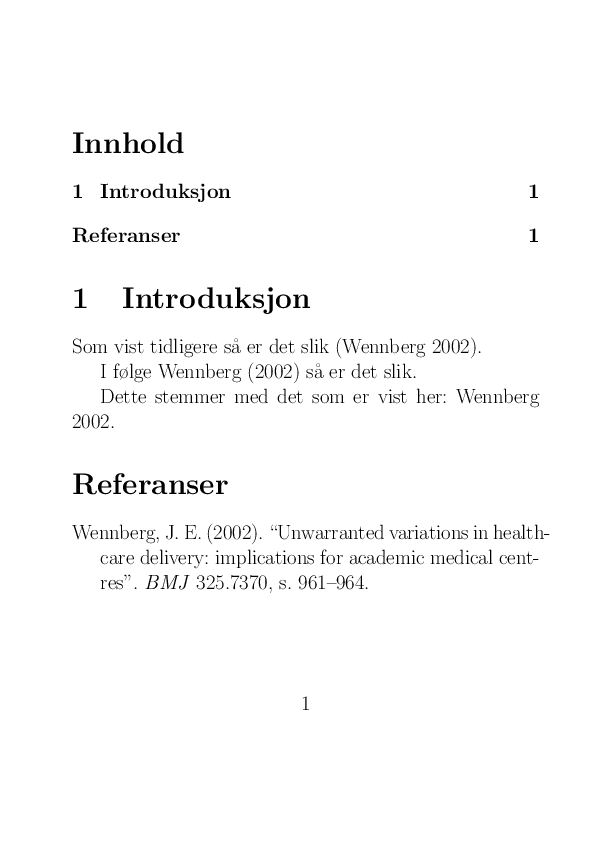 Innhold
1 Introduksjon 1
Referanser 1
1 Introduksjon
Som vist tidligere så er det slik (Wennberg 2002).
I følge Wennberg (2002) så er det slik.
Dette stemmer med det som er vist her: Wennberg
2002.
Referanser
Wennberg, J. E. (2002). “Unwarranted variations in health-
care delivery: implications for academic medical cent-
res”. BMJ 325.7370, s. 961–964.
1